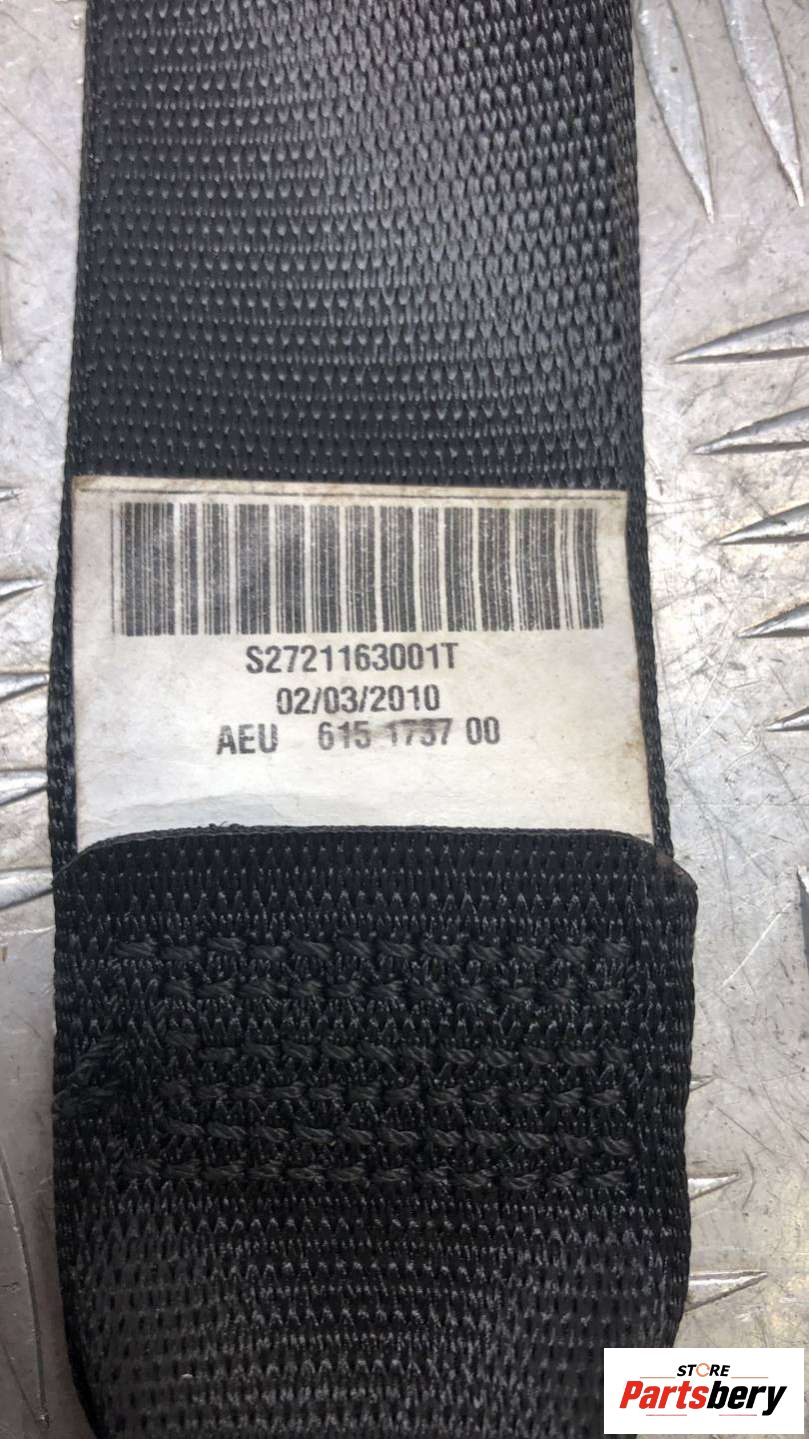 S2721163001T
02/03/2010
AEU 615 1737 00
STORE
Partsbery